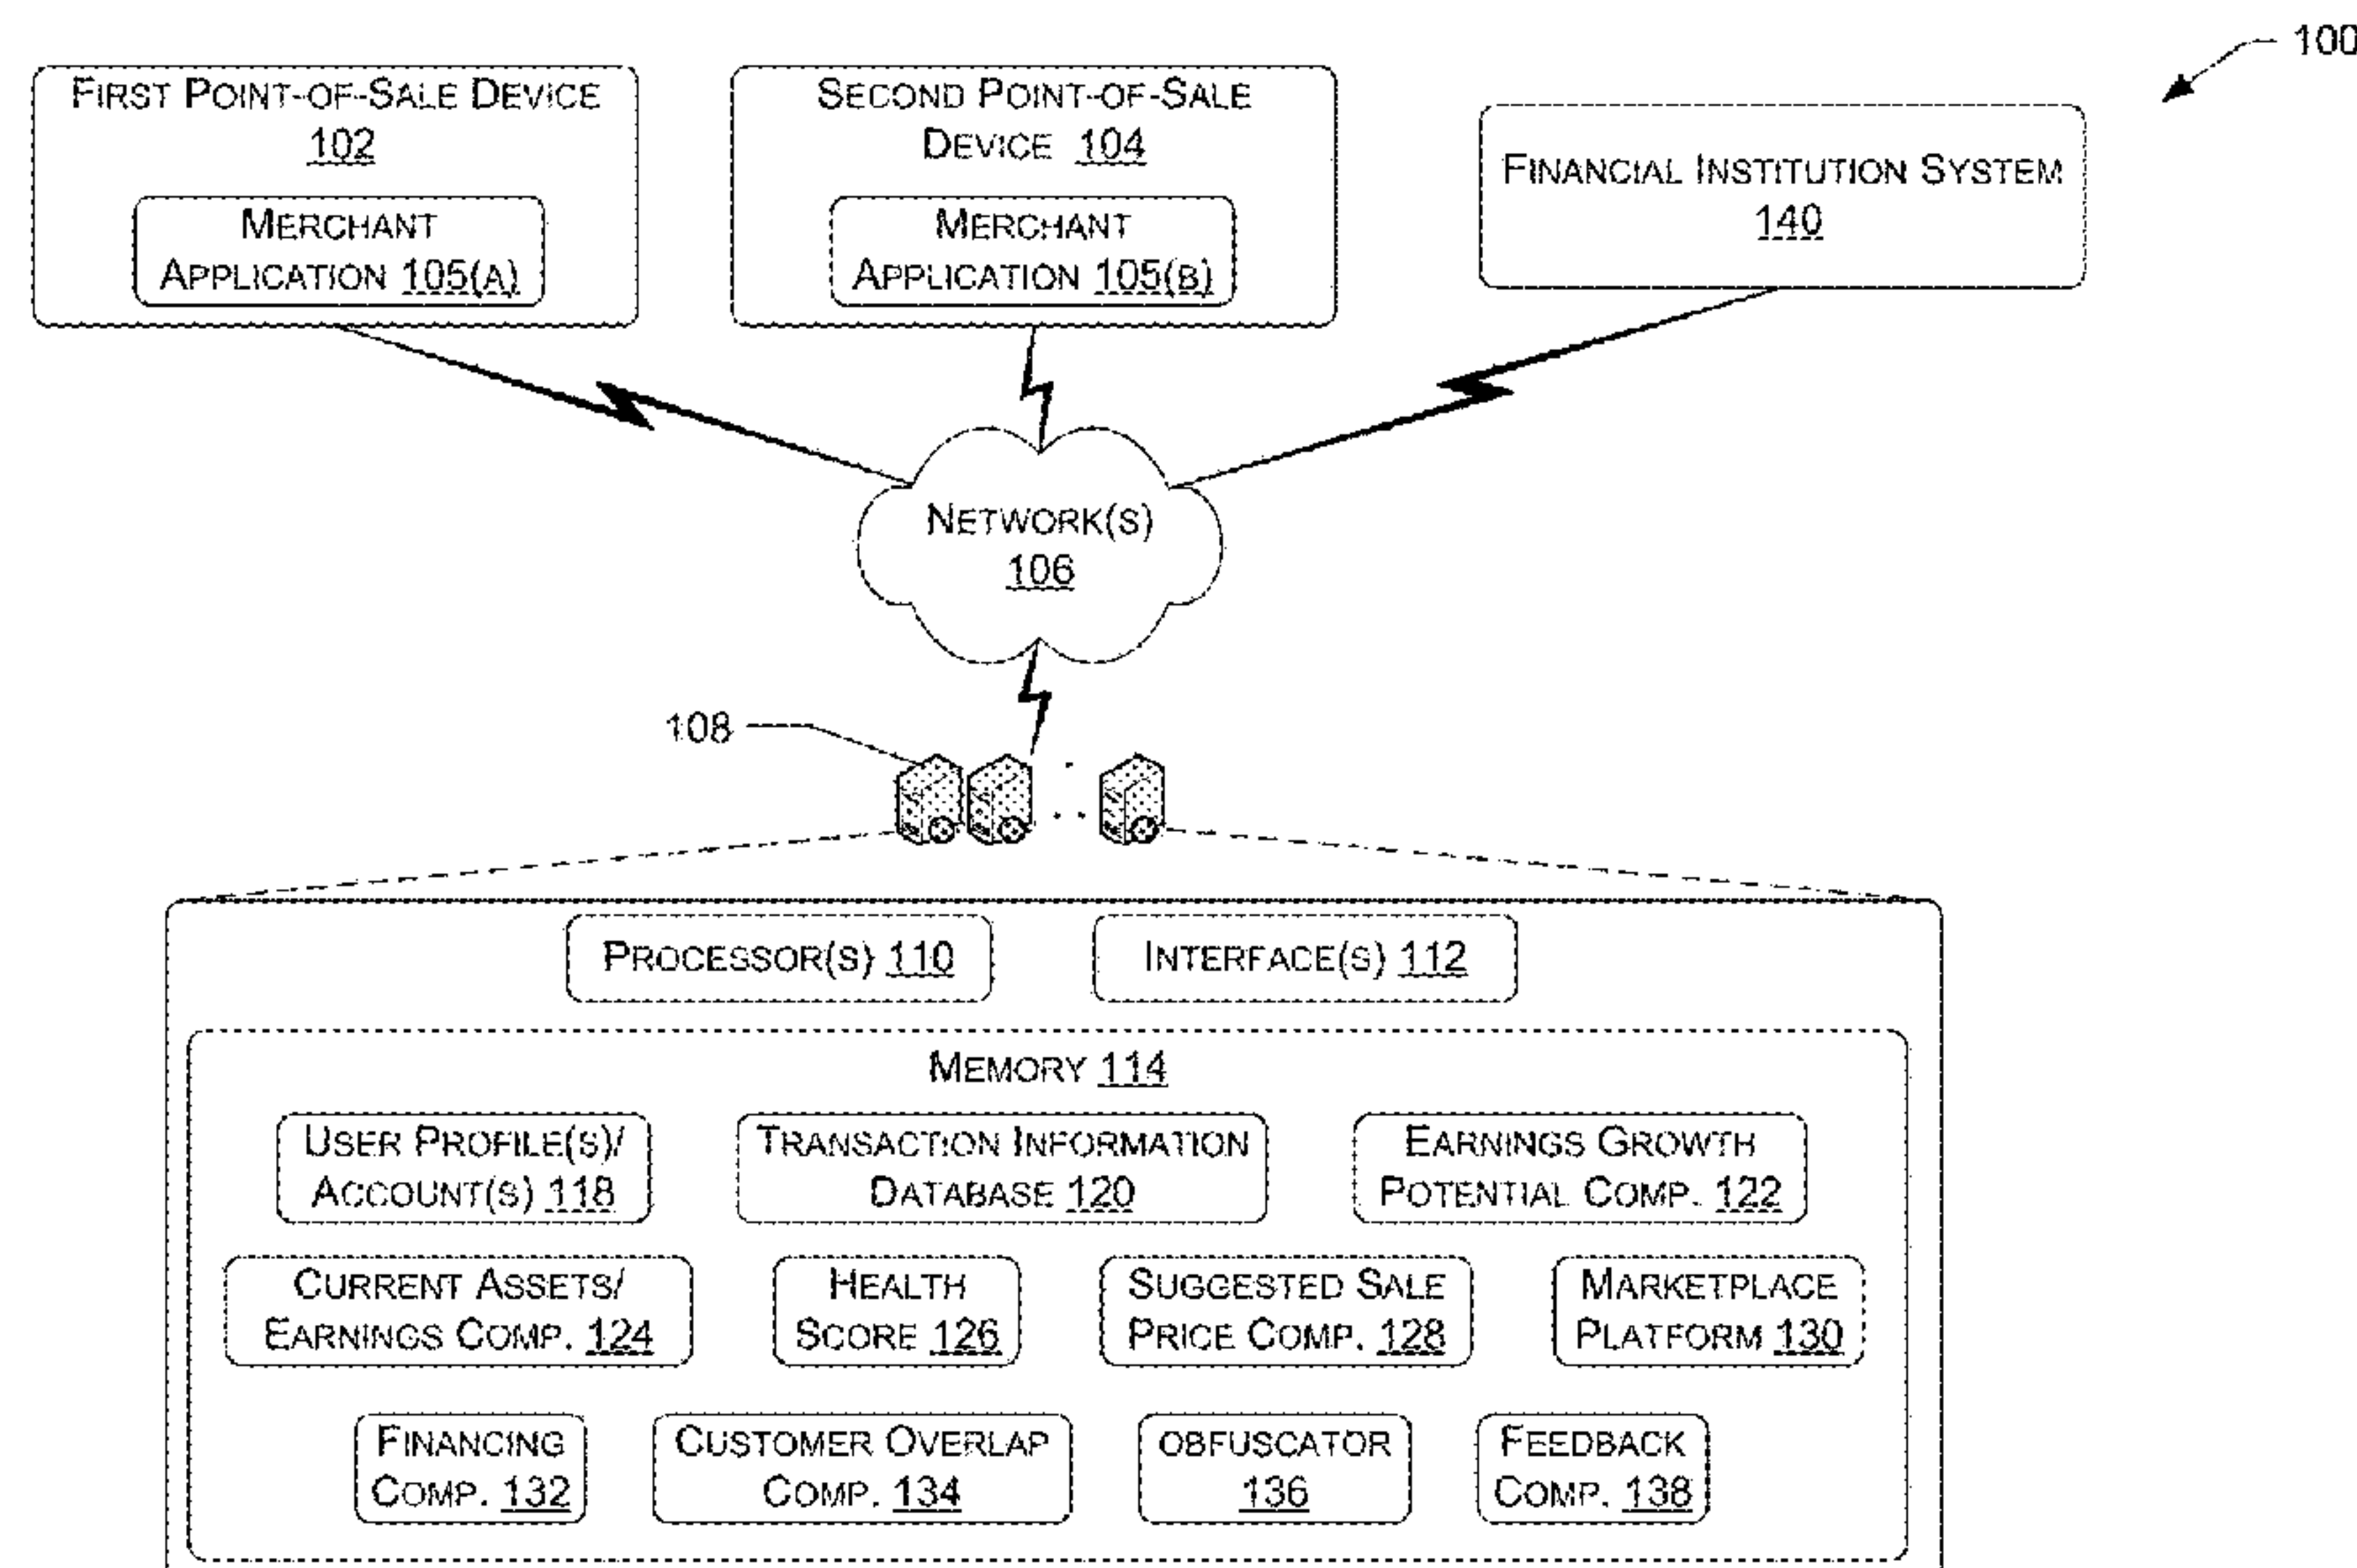 100
FIRST POINT-OF-SALE DEVICE
102
MERCHANT
APPLICATION 105(A)
SECOND POINT-OF-SALE
DEVICE 104
MERCHANT
APPLICATION 105(B)
FINANCIAL INSTITUTION SYSTEM
140
NETWORK(S)
106
108
PROCESSOR(S) 110
INTERFACE(S) 112
MEMORY 114
USER PROFILE(S)/
ACCOUNT(S) 118
TRANSACTION INFORMATION
DATABASE 120
EARNINGS GROWTH
POTENTIAL COMP. 122
CURRENT ASSETS/
EARNINGS COMP. 124
HEALTH
SCORE 126
SUGGESTED SALE
PRICE COMP. 128
MARKETPLACE
PLATFORM 130
FINANCING
COMP. 132
CUSTOMER OVERLAP
COMP. 134
OBFUSCATOR
136
FEEDBACK
COMP. 138